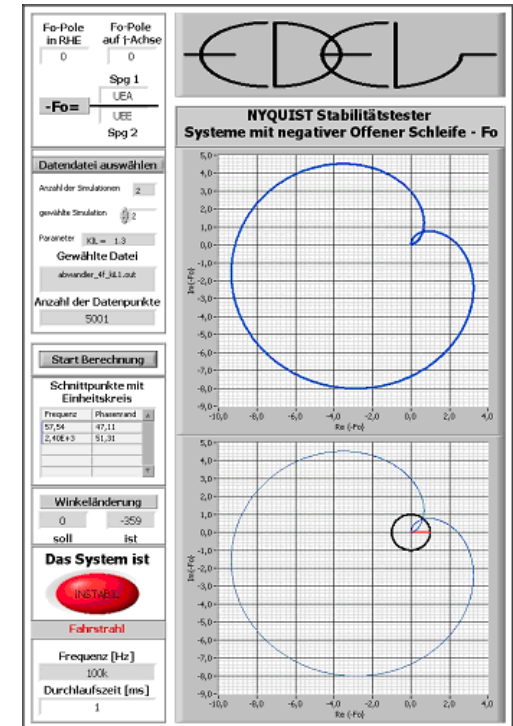 Fo-Pole
in RHE
Fo-Pole
auf j-Achse
0
0
Spg 1
UEA
-Fo=
UEE
Spg 2
Datendatei auswählen
Anzahl der Simulationen 2
gewählte Simulation 2
Parameter KIL = 1.3
Gewählte Datei
abwander_4f_kil.1.out
Anzahl der Datenpunkte
5001
Start Berechnung
Schnittpunkte mit
Einheitskreis
Frequenz Phasenrand
57,54 47,11
2,40E+3 51,31
Winkeländerung
0 -359
soll ist
Das System ist
INSTABIL
Fahrstrahl
Frequenz [Hz]
100k
Durchlaufszeit [ms]
1
EDEL
NYQUIST Stabilitätstester
Systeme mit negativer Offener Schleife - Fo
5,0
4,0
3,0
2,0
1,0
0,0
-1,0
-2,0
-3,0
-4,0
-5,0
-6,0
-7,0
-8,0
-9,0
Im(-Fo)
-10,0 -8,0 -6,0 -4,0 -2,0 0,0 2,0 4,0
Re (-Fo)
5,0
4,0
3,0
2,0
1,0
0,0
-1,0
-2,0
-3,0
-4,0
-5,0
-6,0
-7,0
-8,0
-9,0
Im(-Fo)
-10,0 -8,0 -6,0 -4,0 -2,0 0,0 2,0 4,0
Re (-Fo)